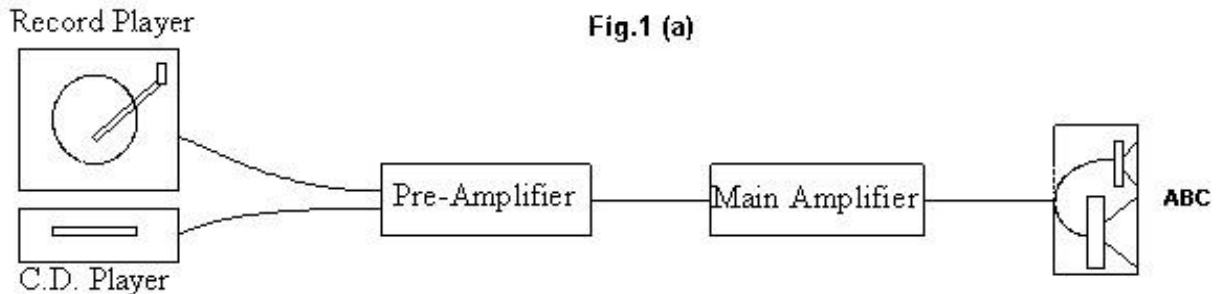 Record Player
Fig.1 (a)
Pre-Amplifier
Main Amplifier
ABC
C.D. Player